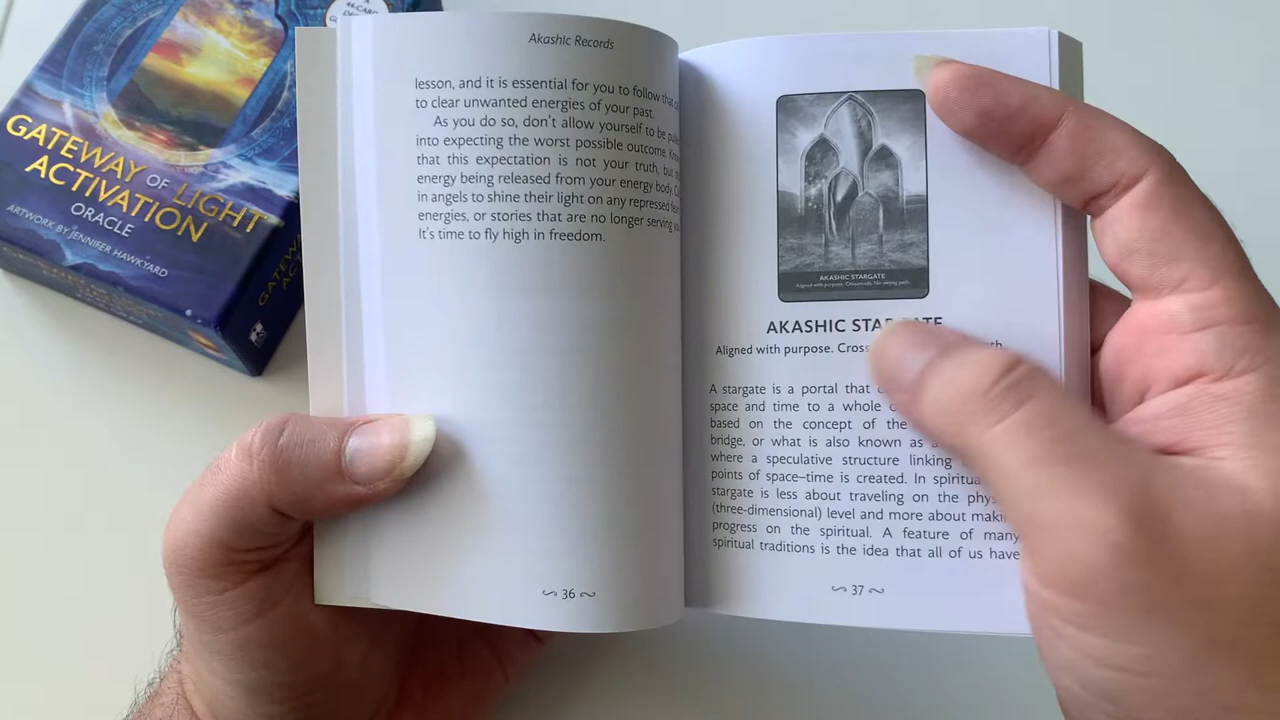 GATEWAY OF LIGHT
ACTIVATION
ORACLE
ARTWORK BY JENNIFER HAWKYARD
Akashic Records
lesson, and it is essential for you to follow that
to clear unwanted energies of your past.
As you do so, don't allow yourself to be
into expecting the worst possible outcome.
that this expectation is not your truth, but
energy being released from your energy body.
in angels to shine their light on any repressed
energies, or stories that are no longer serving
It's time to fly high in freedom.
36
AKASHIC STARGATE
Aligned with purpose. Crossroads. No wrong path.
AKASHIC
Aligned with purpose.
A stargate is a portal that
space and time to a whole
based on the concept of the
bridge, or what is also known as
where a speculative structure linking
points of space–time is created. In
stargate is less about traveling on the
(three-dimensional) level and more about
progress on the spiritual. A feature of many
spiritual traditions is the idea that all of us have
37